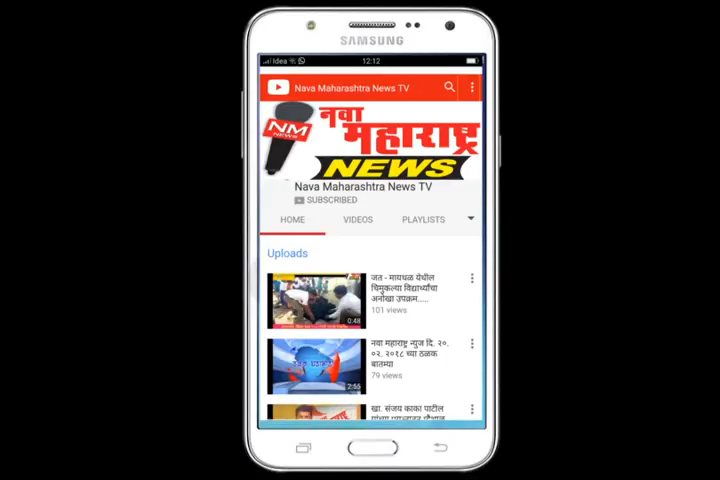 SAMSUNG
Idea
12:12
Nava Maharashtra News TV
NM
NEWS
नवा
महाराष्ट्र
NEWS
Nava Maharashtra News TV
SUBSCRIBED
HOME VIDEOS PLAYLISTS
Uploads
जत - मायथळ येथील
चिमुकल्या विद्यार्थ्यांचा
अनोखा उपक्रम.....
101 views
0:48
नवा महाराष्ट्र न्युज दि. २०.
०२. २०१८ च्या ठळक
बातम्या
79 views
2:55
खा. संजय काका पाटील